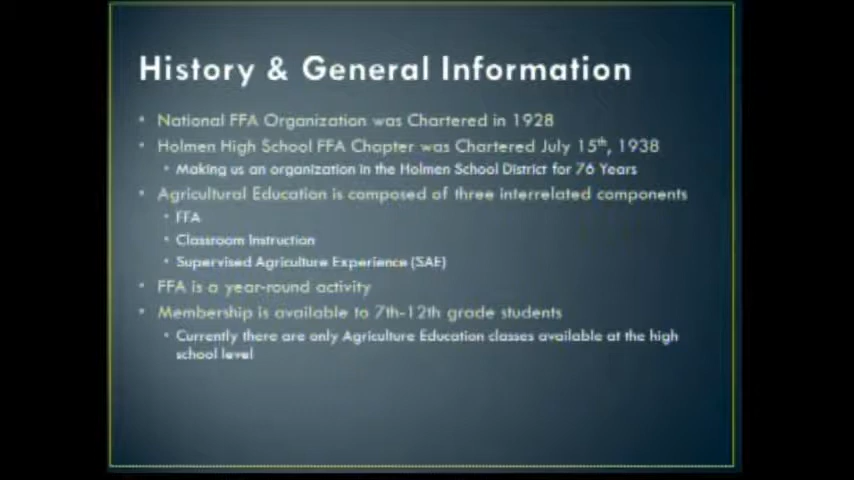 History & General Information
• National FFA Organization was Chartered in 1928
• Holmen High School FFA Chapter was Chartered July 15th, 1938
• Making us an organization in the Holmen School District for 76 Years
• Agricultural Education is composed of three interrelated components
• FFA
• Classroom Instruction
• Supervised Agriculture Experience (SAE)
• FFA is a year-round activity
• Membership is available to 7th-12th grade students
• Currently there are only Agriculture Education classes available at the high
school level